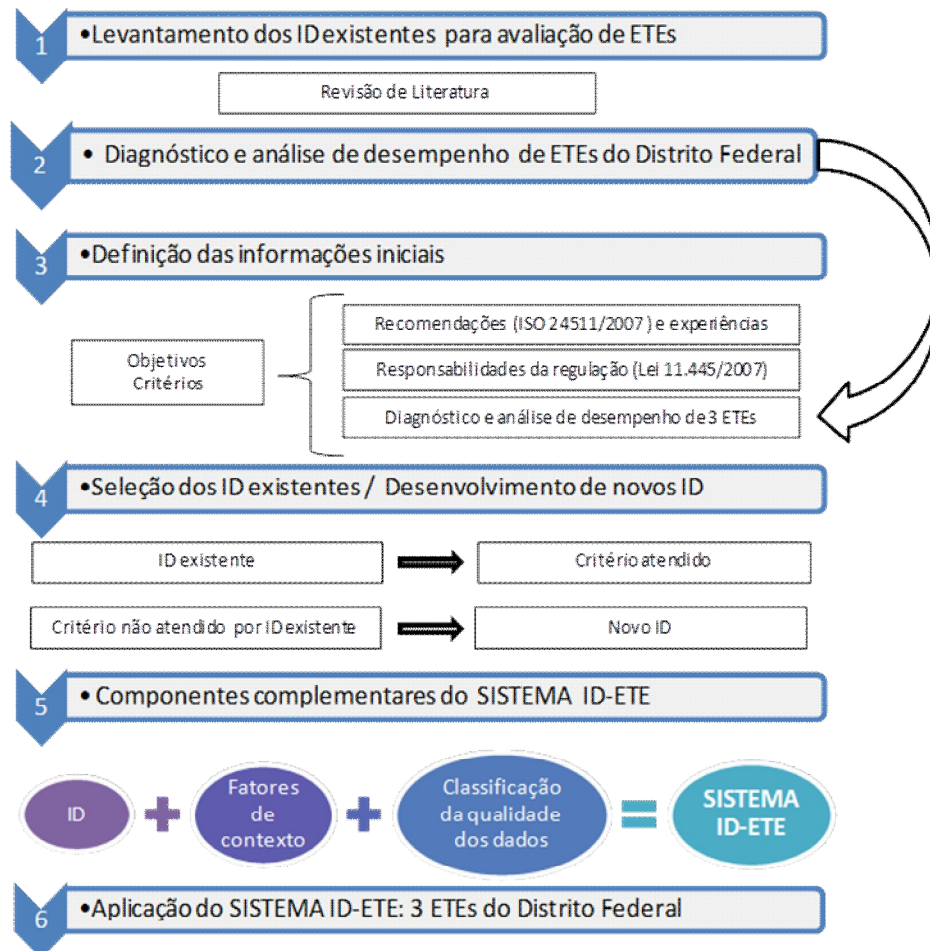 1
•Levantamento dos ID existentes para avaliação de ETEs
Revisão de Literatura
2
• Diagnóstico e análise de desempenho de ETEs do Distrito Federal
3
•Definição das informações iniciais
Objetivos
Critérios
Recomendações (ISO 24511/2007) e experiências
Responsabilidades da regulação (Lei 11.445/2007)
Diagnóstico e análise de desempenho de 3 ETEs
4
•Seleção dos ID existentes / Desenvolvimento de novos ID
ID existente
Critério atendido
Critério não atendido por ID existente
Novo ID
5
• Componentes complementares do SISTEMA ID-ETE
ID
+
Fatores
de
contexto
+
Classificação
da qualidade
dos dados
=
SISTEMA
ID-ETE
6
•Aplicação do SISTEMA ID-ETE: 3 ETEs do Distrito Federal